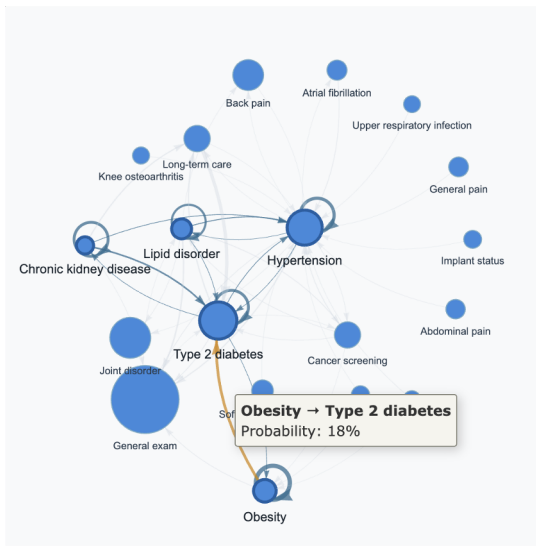 Back pain
Atrial fibrillation
Upper respiratory infection
Long-term care
Knee osteoarthritis
General pain
Lipid disorder
Hypertension
Implant status
Chronic kidney disease
Abdominal pain
Type 2 diabetes
Cancer screening
Joint disorder
Obesity → Type 2 diabetes
Probability: 18%
General exam
Obesity